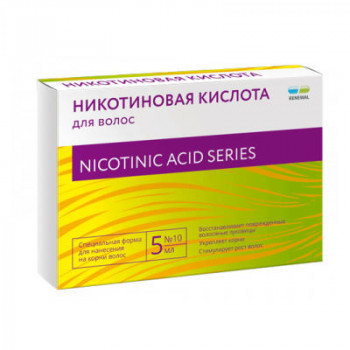 НИКОТИНОВАЯ КИСЛОТА
для волос
RENEWAL
NICOTINIC ACID SERIES
Специальная форма
для нанесения
на корни волос
5 №10
мл
Восстанавливает поврежденные
волосяные луковицы
Укрепляет корни
Стимулирует рост волос